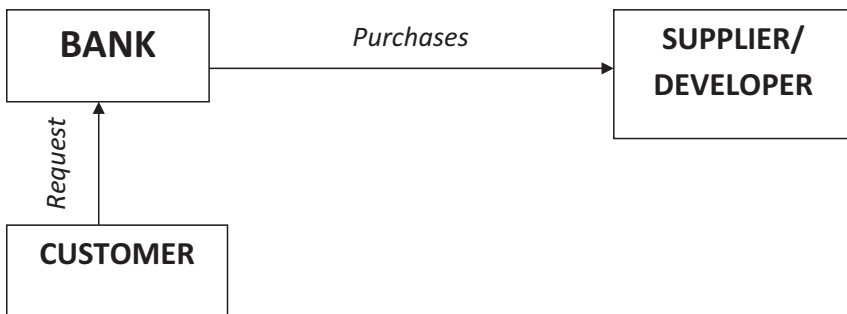 BANK
Purchases
SUPPLIER/
DEVELOPER
Request
CUSTOMER